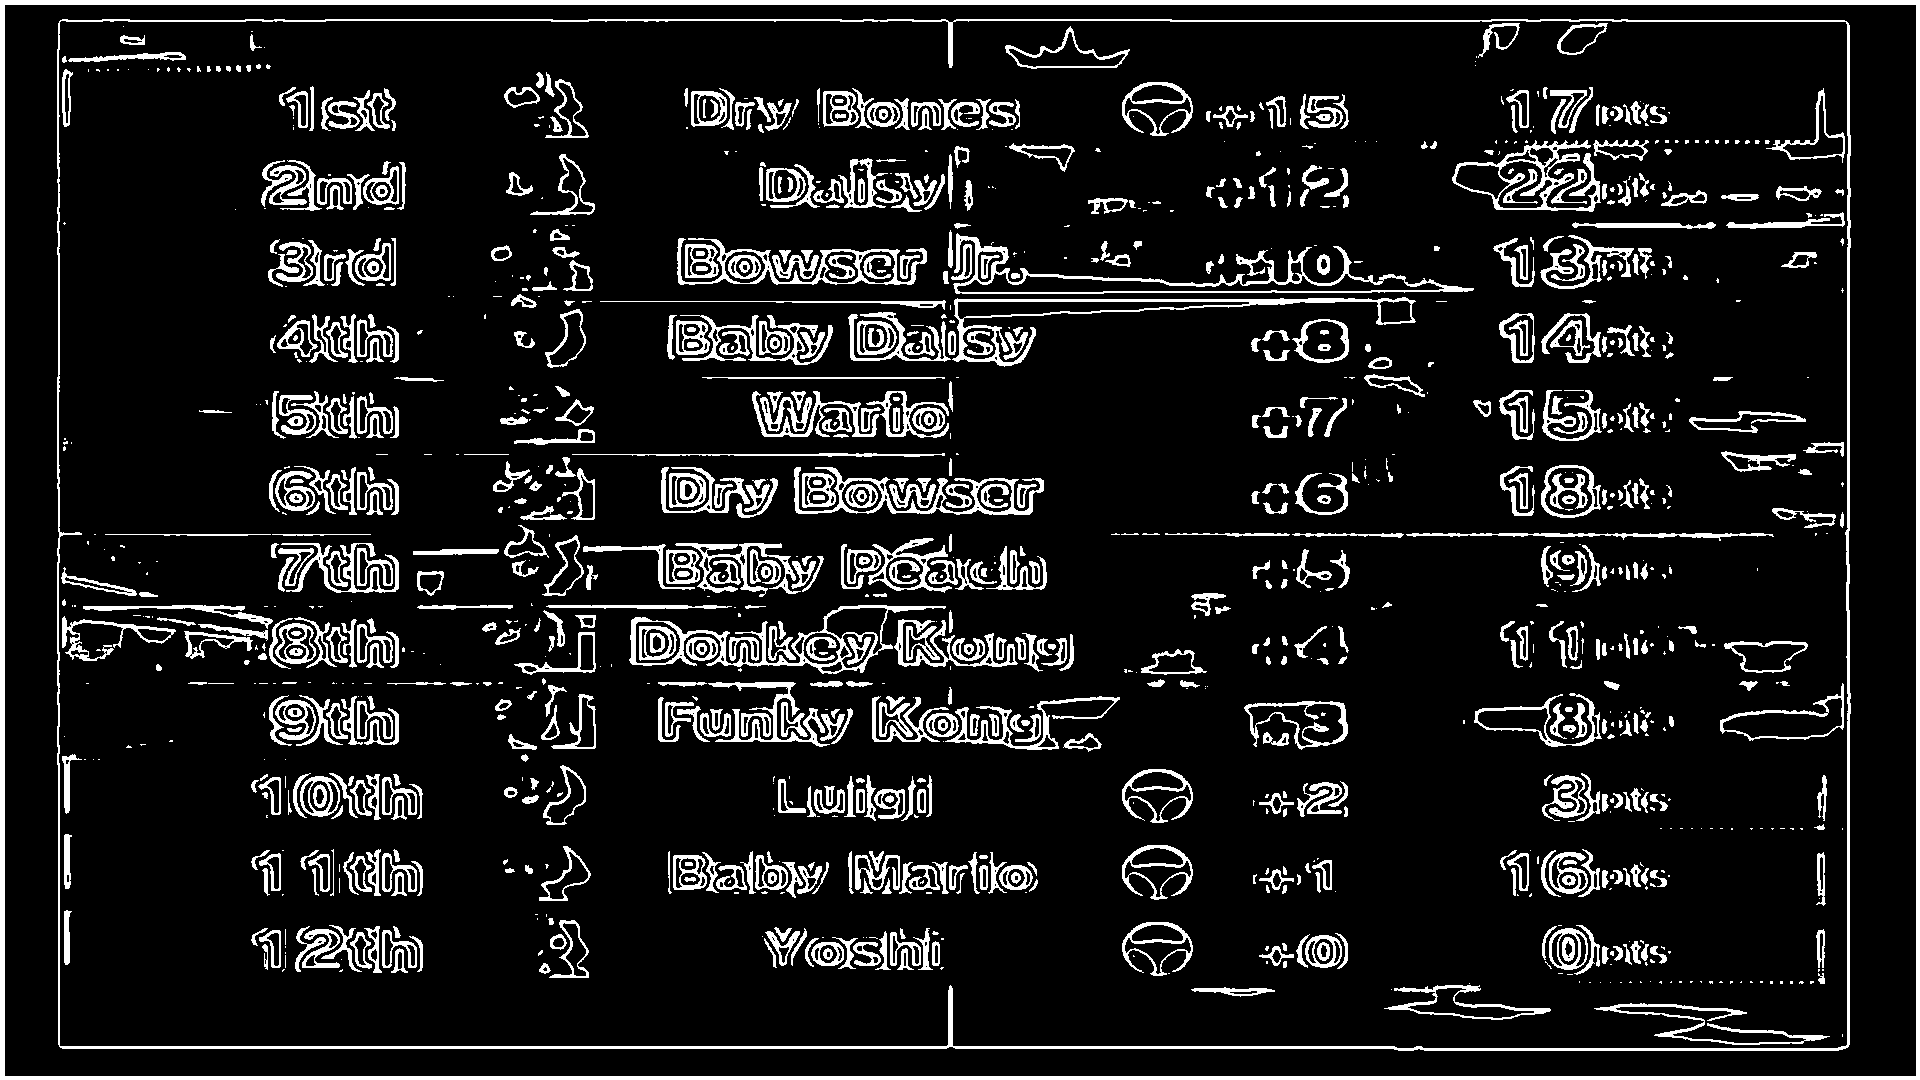 1st Dry Bones +15 17pts
2nd Daisy +12 22pts
3rd Bowser Jr. +10 13pts
4th Baby Daisy +8 14pts
5th Wario +7 15pts
6th Dry Bowser +6 18pts
7th Baby Peach +5 9pts
8th Donkey Kong +4 11pts
9th Funky Kong 3 8pts
10th Luigi +2 3pts
11th Baby Mario +1 16pts
12th Yoshi +0 0pts